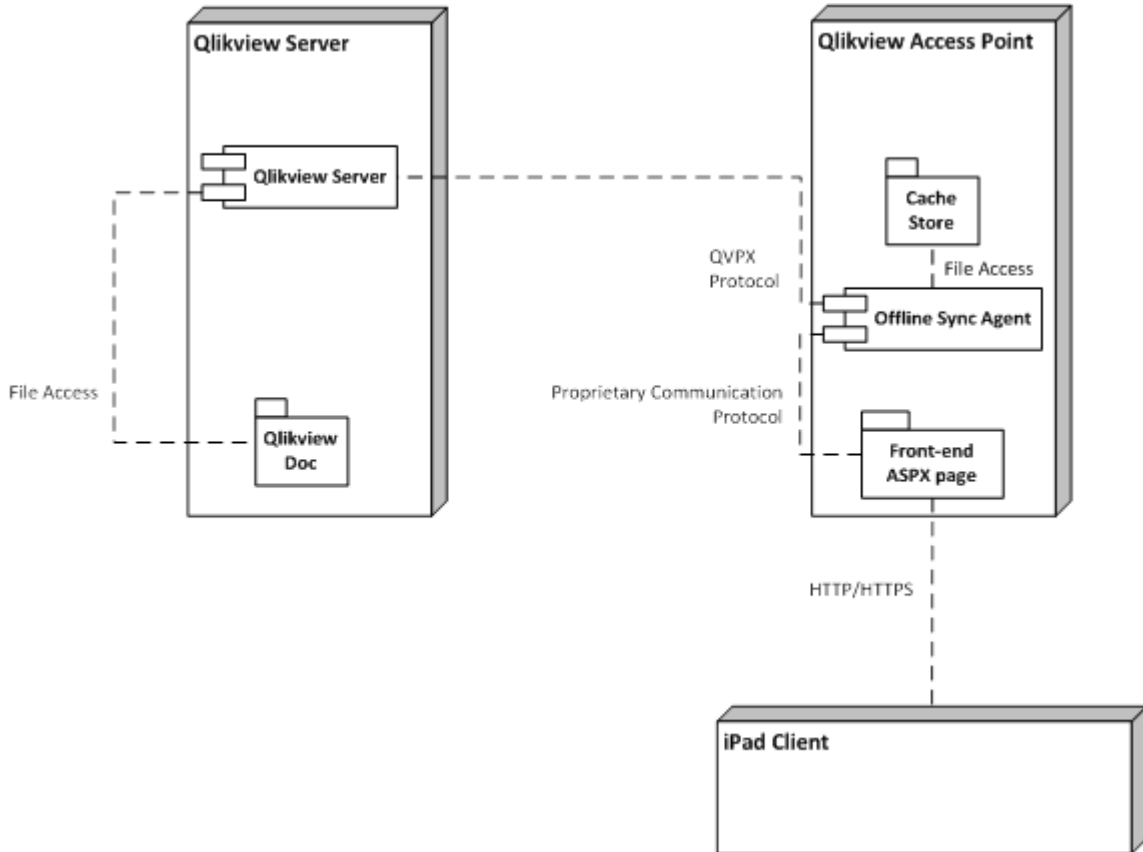 Qlikview Server
Qlikview Access Point
Qlikview Server
Cache
Store
QVPX
Protocol
File Access
Offline Sync Agent
File Access
Proprietary Communication
Protocol
Qlikview
Doc
Front-end
ASPX page
HTTP/HTTPS
iPad Client